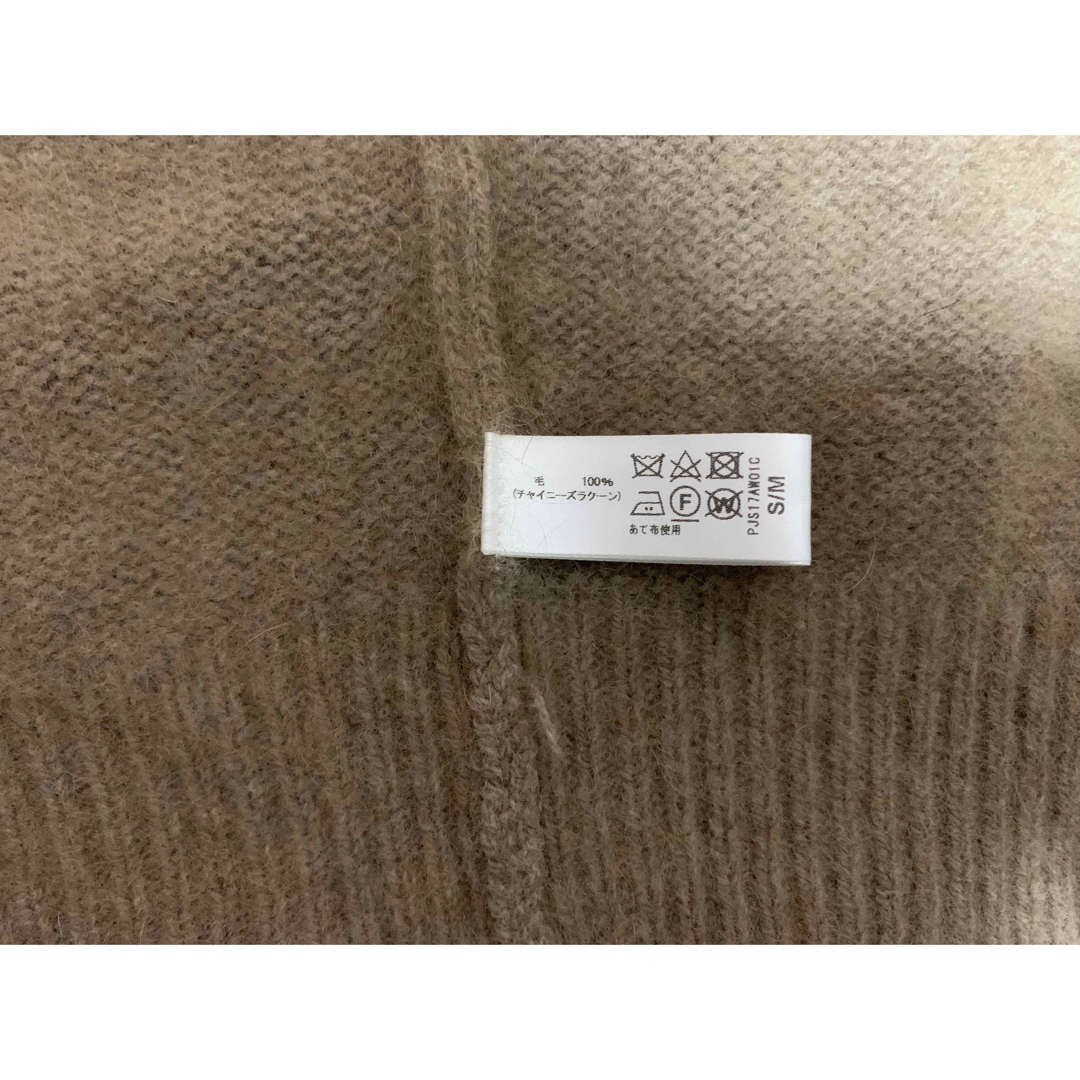 毛 100%
(チャイニーズラクーン)
F W
あて布使用
PJS17AW01C
S/M